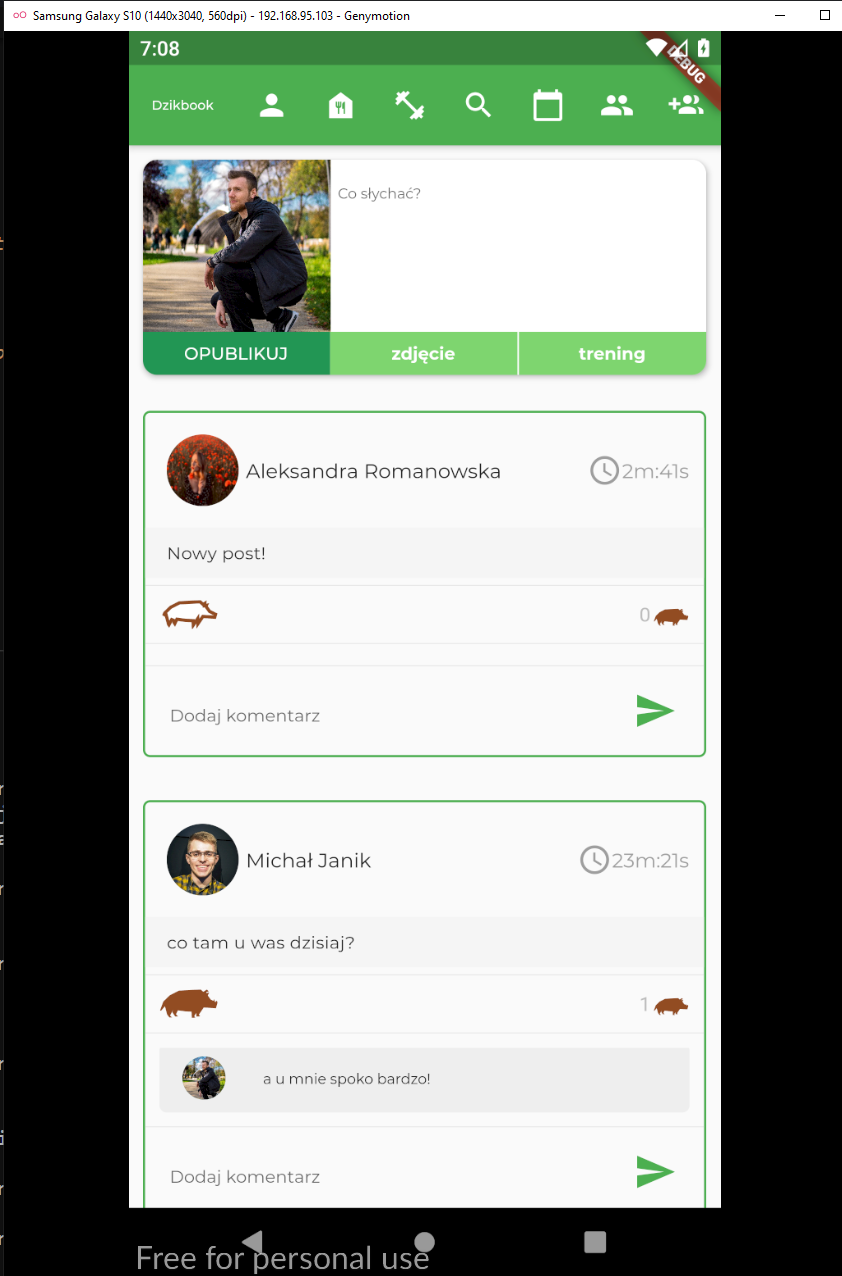 Samsung Galaxy S10 (1440x3040, 560dpi) - 192.168.95.103 - Genymotion
7:08
DEBUG
Dzikbook
Co słychać?
OPUBLIKUJ zdjęcie trening
Aleksandra Romanowska 2m:41s
Nowy post!
0
Dodaj komentarz
Michał Janik 23m:21s
co tam u was dzisiaj?
1
a u mnie spoko bardzo!
Dodaj komentarz
Free for personal use